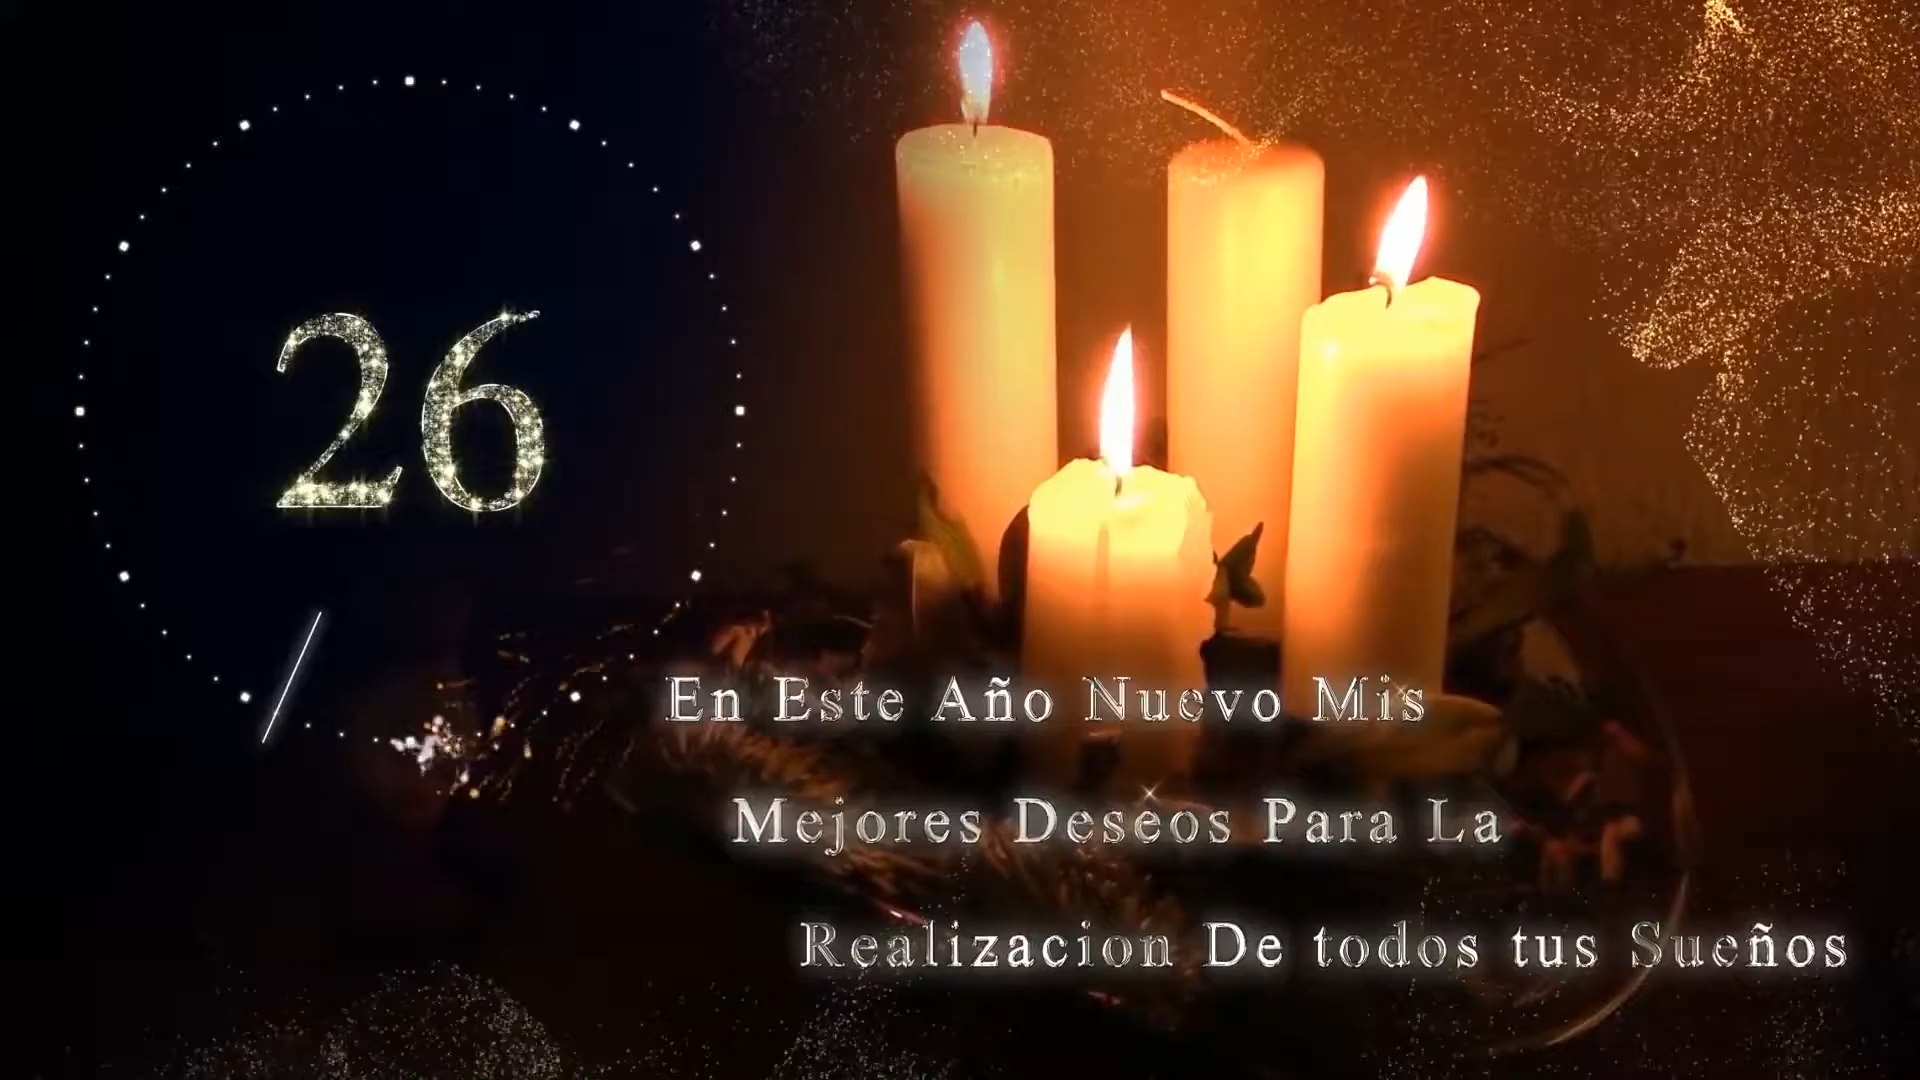 26
En Este Año Nuevo Mis
Mejores Deseos Para La
Realizacion De todos tus Sueños